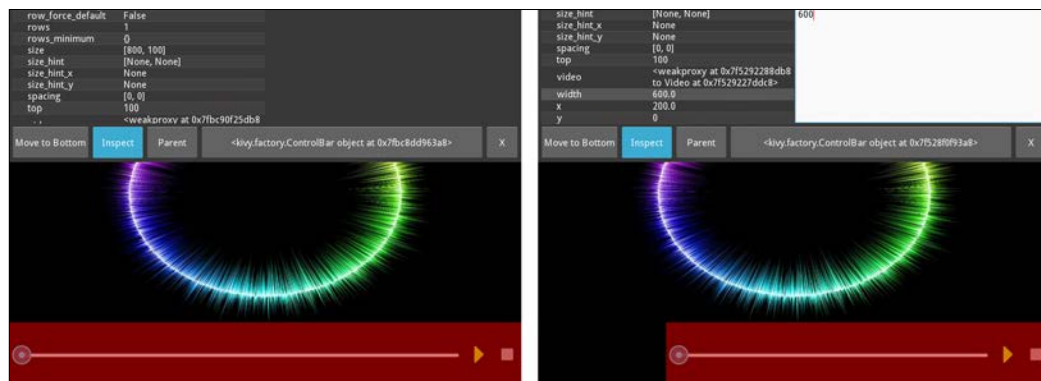 row_force_default False
rows 1
rows_minimum {}
size [800, 100]
size_hint [None, None]
size_hint_x None
size_hint_y None
spacing [0, 0]
top 100
<weakproxy at 0x7fbc90f25db8
Move to Bottom Inspect Parent <kivy.factory.ControlBar object at 0x7fbc8dd963a8> X
size_hint [None, None]
size_hint_x None
size_hint_y None
spacing [0, 0]
top 100
video <weakproxy at 0x7f5292288db8
to Video at 0x7f529227ddc8>
width 600.0
x 200.0
y 0
600
Move to Bottom Inspect Parent <kivy.factory.ControlBar object at 0x7f528f0f93a8> X